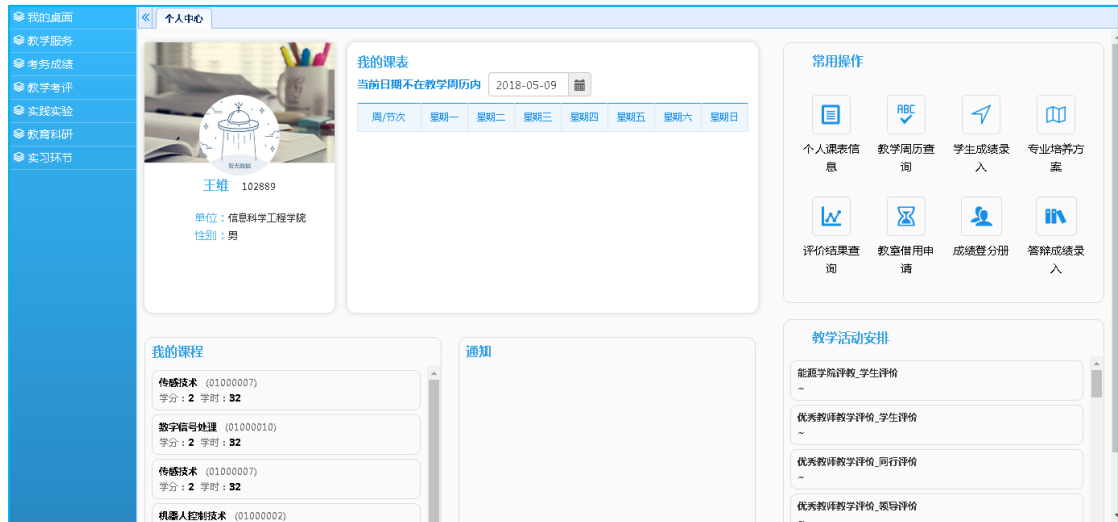 我的桌面
教学服务
考务成绩
教学考评
实践实验
教育科研
实习环节
个人中心
暂无数据
王维 102889
单位：信息科学工程学院
性别：男
我的课表
当前日期不在教学周历内 2018-05-09
周/节次 星期一 星期二 星期三 星期四 星期五 星期六 星期日
常用操作
ABC
个人课表信 教学周历查 学生成绩录 专业培养方
息 询 入 案
评价结果查 教室借用申 成绩登分册 答辩成绩录
询 请 入
我的课程
传感技术 (01000007)
学分：2 学时：32
数字信号处理 (01000010)
学分：2 学时：32
传感技术 (01000007)
学分：2 学时：32
机器人控制技术 (01000002)
通知
教学活动安排
能源学院评教_学生评价
~
优秀教师教学评价_学生评价
~
优秀教师教学评价_同行评价
~
优秀教师教学评价_领导评价
~